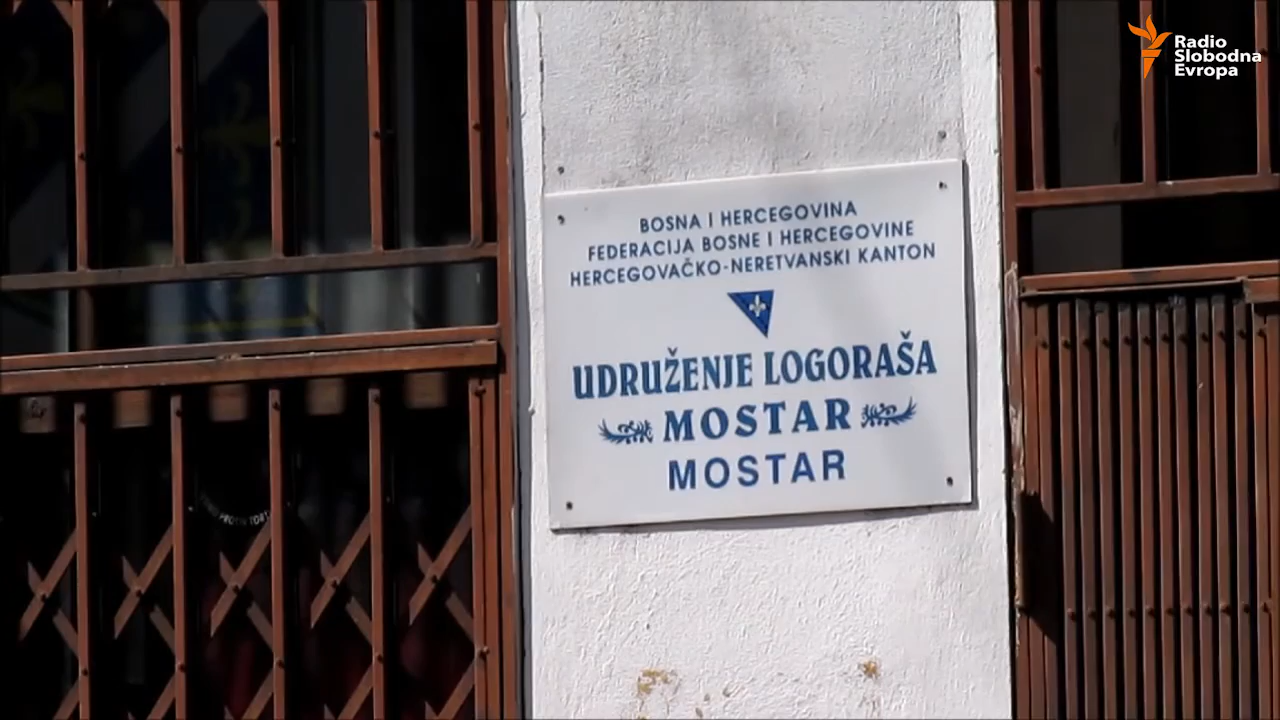 Radio
Slobodna
Evropa
BOSNA I HERCEGOVINA
FEDERACIJA BOSNE I HERCEGOVINE
HERCEGOVAČKO-NERETVANSKI KANTON
UDRUŽENJE LOGORAŠA
MOSTAR
MOSTAR